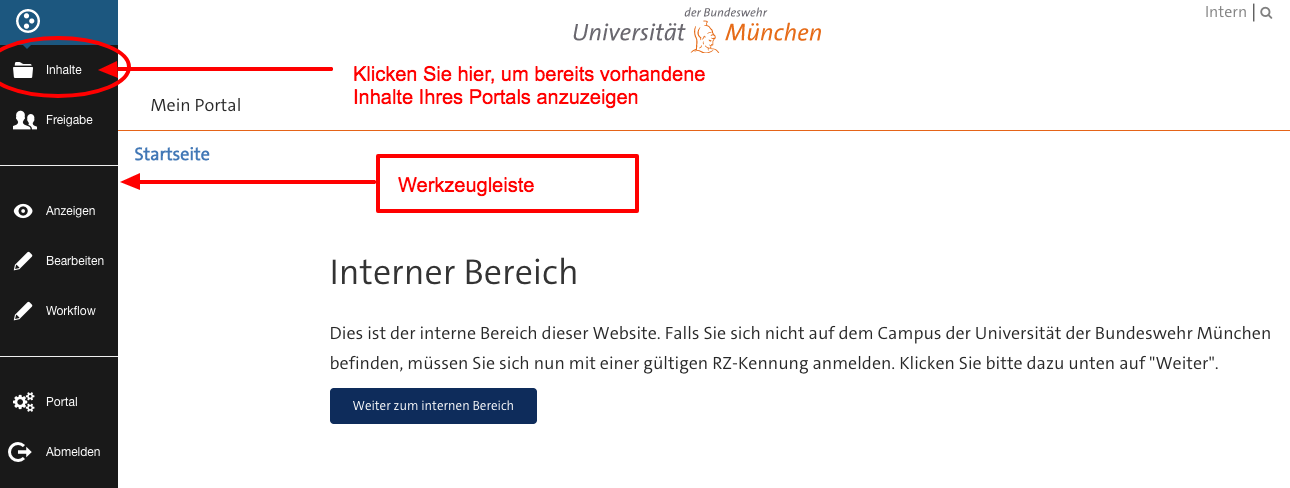 der Bundeswehr
Universität München
Intern |
Inhalte
Klicken Sie hier, um bereits vorhandene
Inhalte Ihres Portals anzuzeigen
Mein Portal
Freigabe
Startseite
Werkzeugleiste
Anzeigen
Bearbeiten
Workflow
Interner Bereich
Dies ist der interne Bereich dieser Website. Falls Sie sich nicht auf dem Campus der Universität der Bundeswehr München
befinden, müssen Sie sich nun mit einer gültigen RZ-Kennung anmelden. Klicken Sie bitte dazu unten auf "Weiter".
Weiter zum internen Bereich
Portal
Abmelden